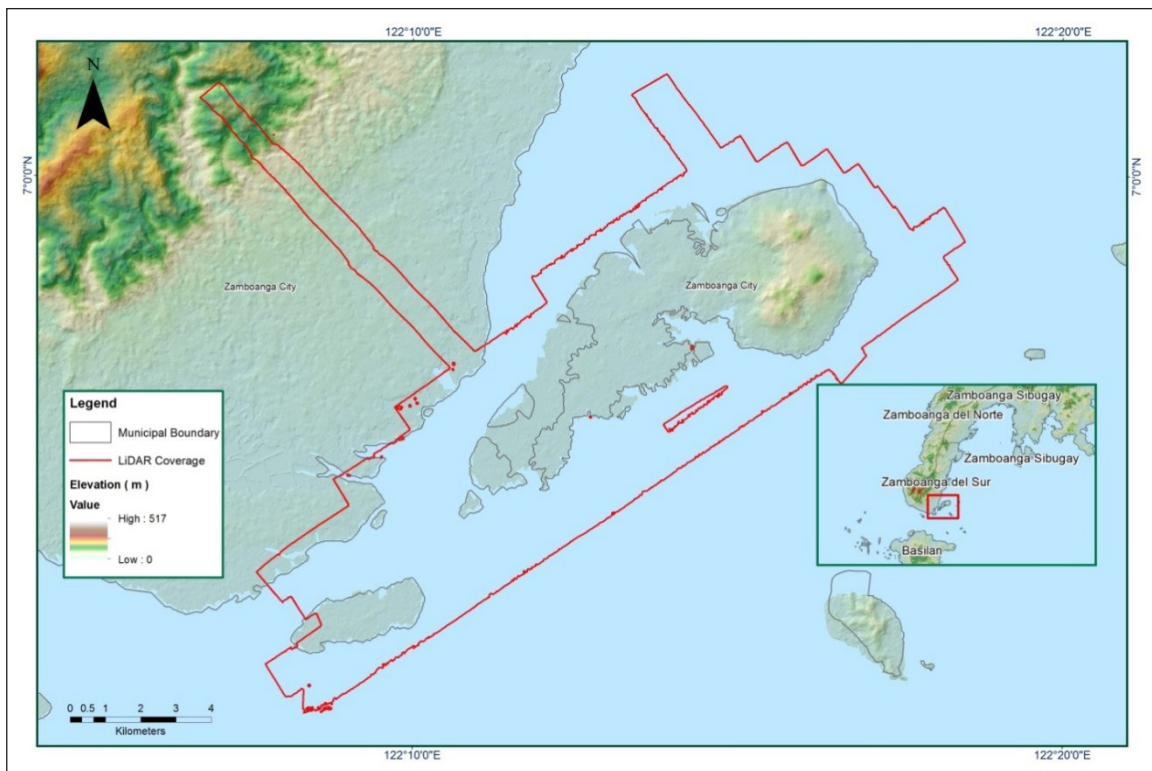 122°10'0"E
122°20'0"E
N
7°0'0"N
7°0'0"N
Zamboanga City
Zamboanga City
Legend
Municipal Boundary
LiDAR Coverage
Elevation ( m )
Value
High : 517
Low : 0
Zamboanga Sibugay
Zamboanga del Norte
Zamboanga Sibugay
Zamboanga del Sur
Basilan
0 0.5 1 2 3 4
Kilometers
122°10'0"E
122°20'0"E